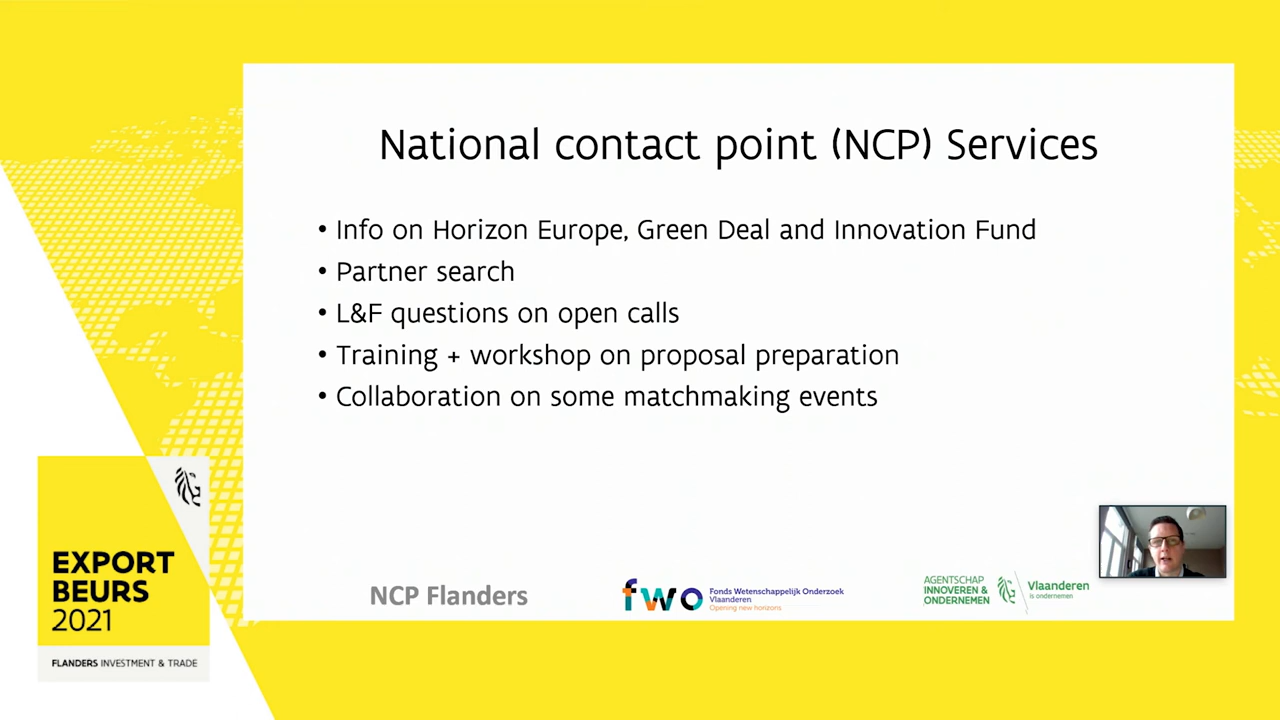 National contact point (NCP) Services
• Info on Horizon Europe, Green Deal and Innovation Fund
• Partner search
• L&F questions on open calls
• Training + workshop on proposal preparation
• Collaboration on some matchmaking events
EXPORT
BEURS
2021
FLANDERS INVESTMENT & TRADE
NCP Flanders
fwo
Fonds Wetenschappelijk Onderzoek
Vlaanderen
Opening new horizons
AGENTSCHAP
INNOVEREN &
ONDERNEMEN
Vlaanderen
is ondernemen